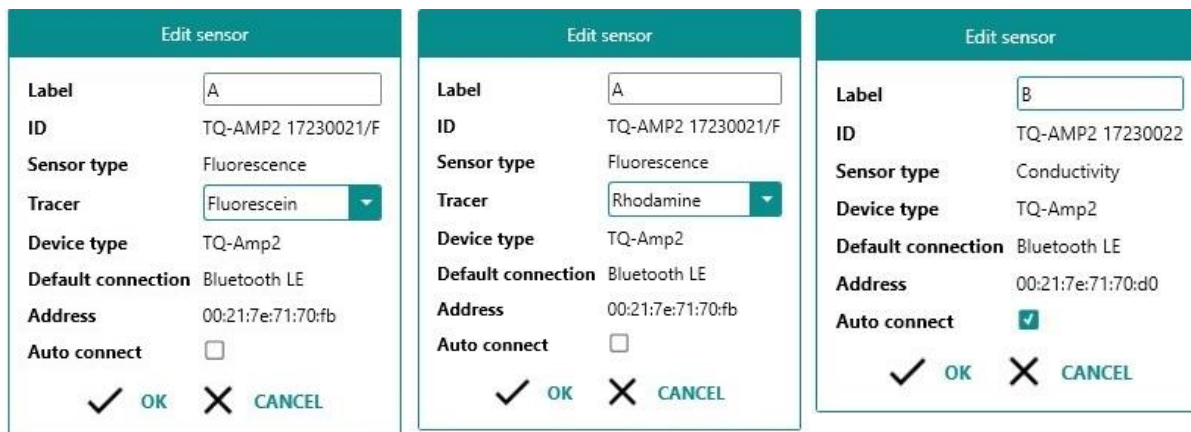 Edit sensor
Label A
ID TQ-AMP2 17230021/F
Sensor type Fluorescence
Tracer Fluorescein
Device type TQ-Amp2
Default connection Bluetooth LE
Address 00:21:7e:71:70:fb
Auto connect
OK CANCEL
Edit sensor
Label A
ID TQ-AMP2 17230021/F
Sensor type Fluorescence
Tracer Rhodamine
Device type TQ-Amp2
Default connection Bluetooth LE
Address 00:21:7e:71:70:fb
Auto connect
OK CANCEL
Edit sensor
Label B
ID TQ-AMP2 17230022
Sensor type Conductivity
Device type TQ-Amp2
Default connection Bluetooth LE
Address 00:21:7e:71:70:d0
Auto connect
OK CANCEL